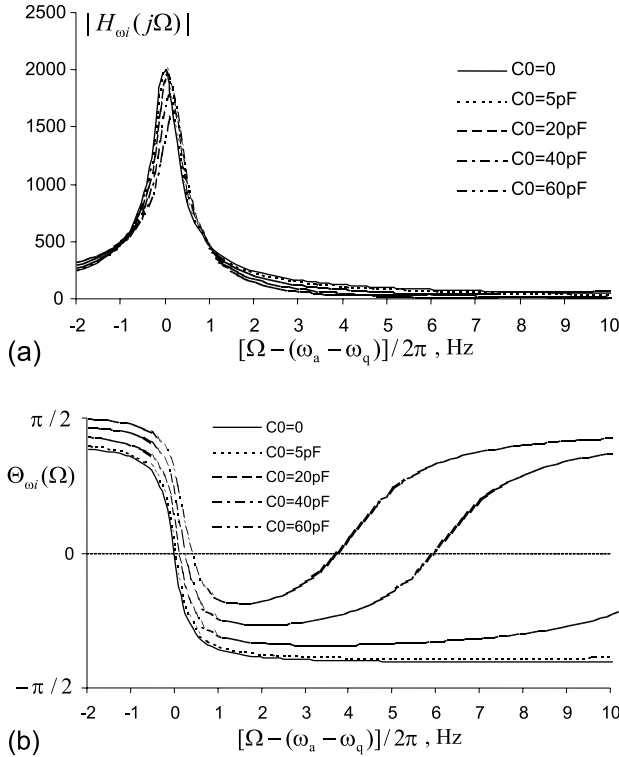 2500
|H_ωi(jΩ)|
2000
1500
1000
500
0
C0=0
C0=5pF
C0=20pF
C0=40pF
C0=60pF
-2 -1 0 1 2 3 4 5 6 7 8 9 10
(a) [Ω−(ω_a−ω_q)]/2π , Hz
π/2
Θ_ωi(Ω)
0
−π/2
C0=0
C0=5pF
C0=20pF
C0=40pF
C0=60pF
-2 -1 0 1 2 3 4 5 6 7 8 9 10
(b) [Ω−(ω_a−ω_q)]/2π , Hz